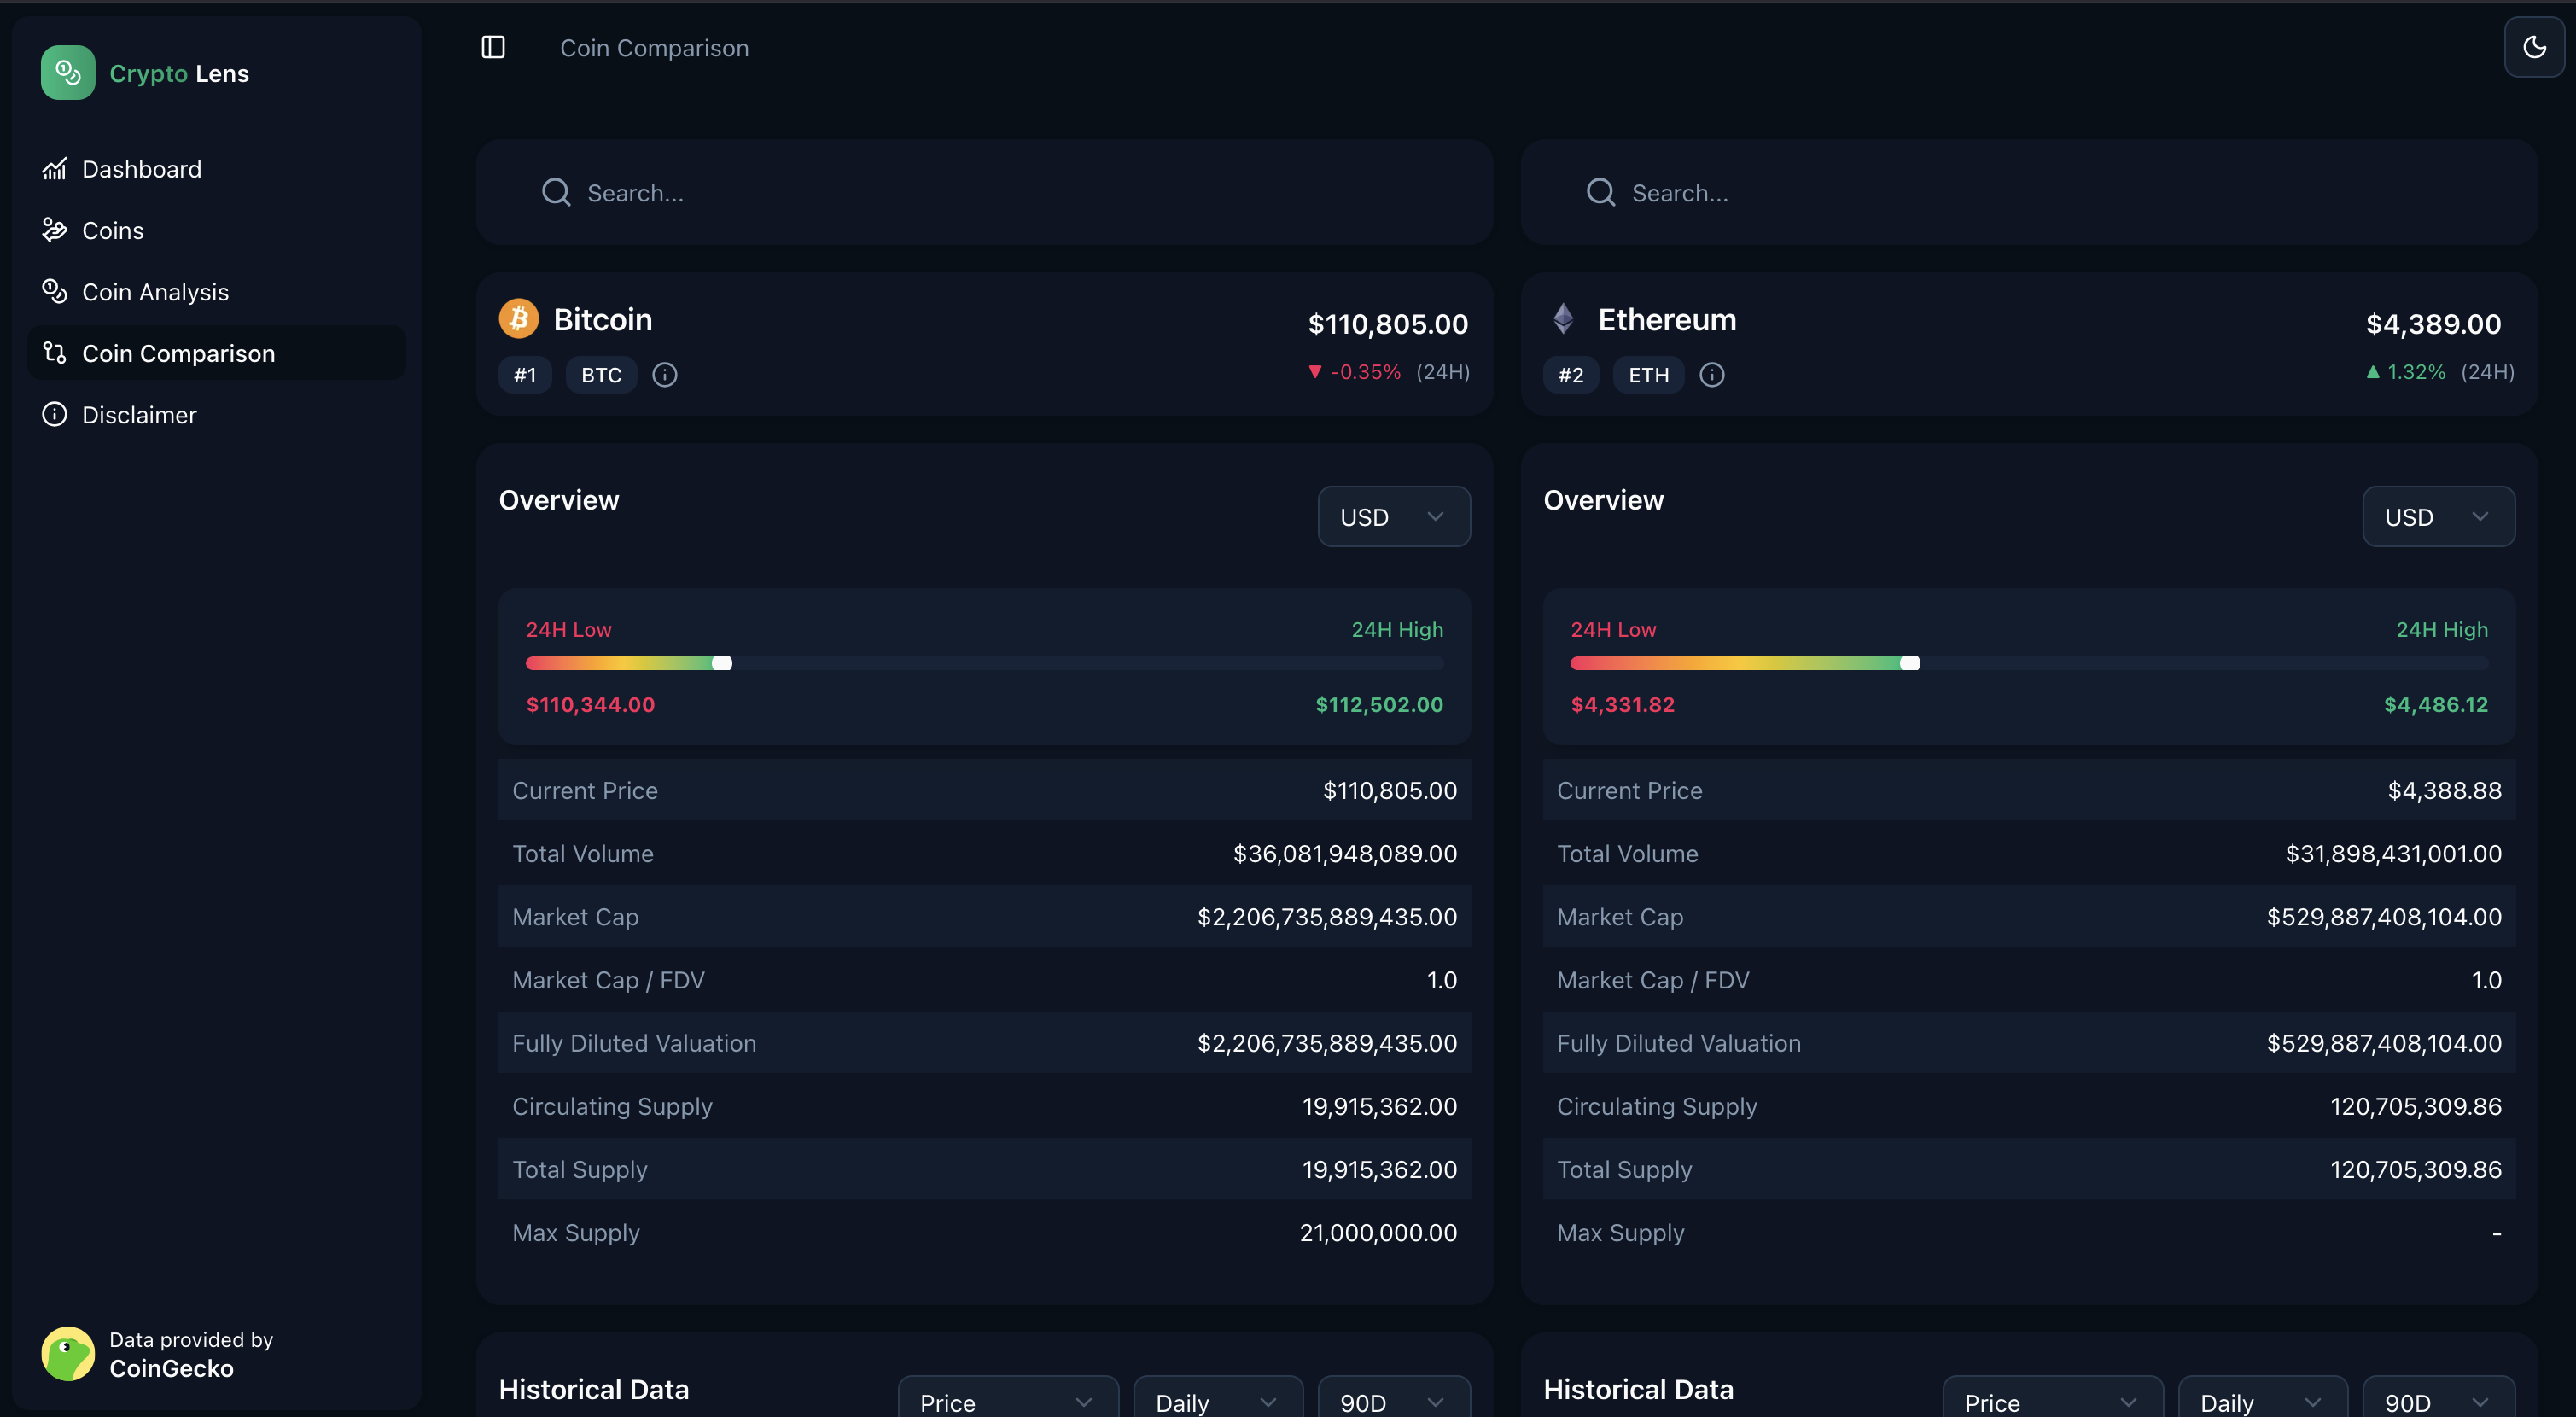 Crypto Lens
Dashboard
Coins
Coin Analysis
Coin Comparison
Disclaimer
Data provided by
CoinGecko
Coin Comparison
Search...
Bitcoin
$110,805.00
#1 BTC
-0.35% (24H)
Overview
USD
24H Low 24H High
$110,344.00 $112,502.00
Current Price $110,805.00
Total Volume $36,081,948,089.00
Market Cap $2,206,735,889,435.00
Market Cap / FDV 1.0
Fully Diluted Valuation $2,206,735,889,435.00
Circulating Supply 19,915,362.00
Total Supply 19,915,362.00
Max Supply 21,000,000.00
Historical Data Price Daily 90D
Search...
Ethereum
$4,389.00
#2 ETH
1.32% (24H)
Overview
USD
24H Low 24H High
$4,331.82 $4,486.12
Current Price $4,388.88
Total Volume $31,898,431,001.00
Market Cap $529,887,408,104.00
Market Cap / FDV 1.0
Fully Diluted Valuation $529,887,408,104.00
Circulating Supply 120,705,309.86
Total Supply 120,705,309.86
Max Supply -
Historical Data Price Daily 90D